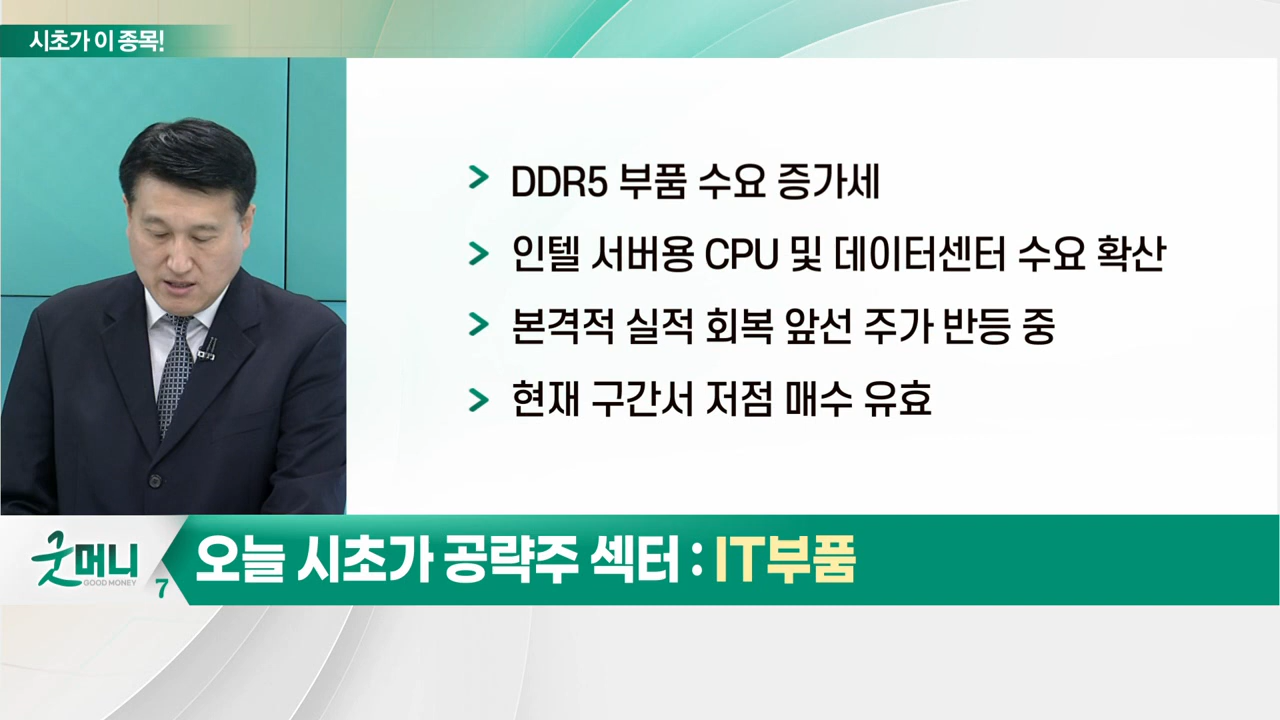 시초가 이 종목!
> DDR5 부품 수요 증가세
> 인텔 서버용 CPU 및 데이터센터 수요 확산
> 본격적 실적 회복 앞선 주가 반등 중
> 현재 구간서 저점 매수 유효
굿머니
GOOD MONEY
7
오늘 시초가 공략주 섹터 : IT부품